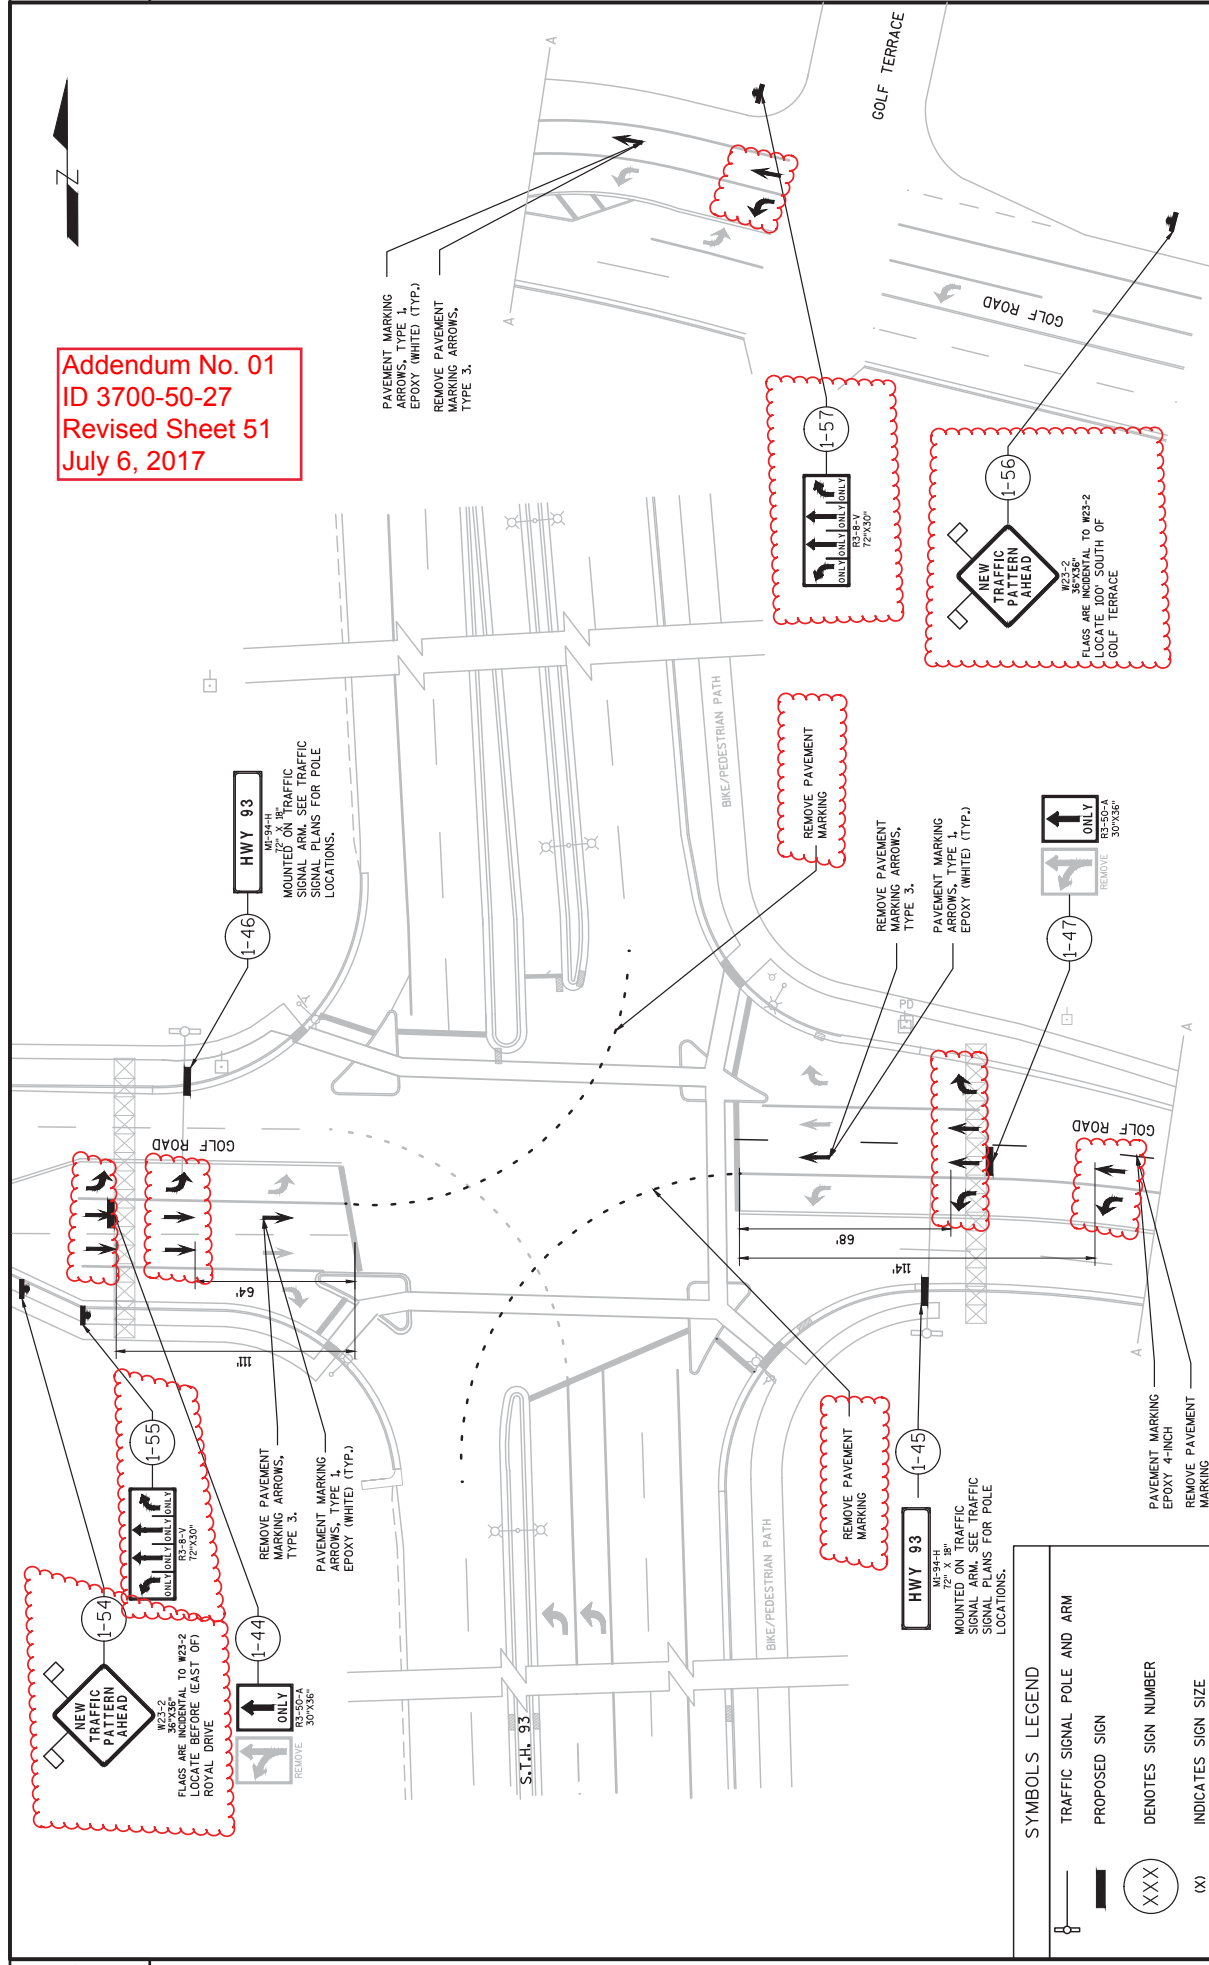 Addendum No. 01
ID 3700-50-27
Revised Sheet 51
July 6, 2017
Z
GOLF TERRACE
A
A
PAVEMENT MARKING
ARROWS, TYPE 1,
EPOXY (WHITE) (TYP.)
REMOVE PAVEMENT
MARKING ARROWS,
TYPE 3.
GOLF ROAD
1-57
ONLY ONLY ONLY ONLY
R3-8-V
72"X30"
1-56
NEW
TRAFFIC
PATTERN
AHEAD
W23-2
36"X36"
FLAGS ARE INCIDENTAL TO W23-2
LOCATE 100' SOUTH OF
GOLF TERRACE
BIKE/PEDESTRIAN PATH
HWY 93
M1-94-H
72" X 18"
MOUNTED ON TRAFFIC
SIGNAL ARM. SEE TRAFFIC
SIGNAL PLANS FOR POLE
LOCATIONS.
1-46
REMOVE PAVEMENT
MARKING
REMOVE PAVEMENT
MARKING ARROWS,
TYPE 3.
PAVEMENT MARKING
ARROWS, TYPE 1,
EPOXY (WHITE) (TYP.)
ONLY
R3-50-A
30"X36"
REMOVE
1-47
PD
GOLF ROAD
GOLF ROAD
A
A
64'
111'
68'
114'
1-55
ONLY ONLY ONLY ONLY
R3-8-V
72"X30"
1-54
NEW
TRAFFIC
PATTERN
AHEAD
W23-2
36"X36"
FLAGS ARE INCIDENTAL TO W23-2
LOCATE BEFORE (EAST OF)
ROYAL DRIVE
1-44
ONLY
R3-50-A
30"X36"
REMOVE
REMOVE PAVEMENT
MARKING ARROWS,
TYPE 3.
PAVEMENT MARKING
ARROWS, TYPE 1,
EPOXY (WHITE) (TYP.)
S.T.H. 93
BIKE/PEDESTRIAN PATH
REMOVE PAVEMENT
MARKING
1-45
HWY 93
M1-94-H
72" X 18"
MOUNTED ON TRAFFIC
SIGNAL ARM. SEE TRAFFIC
SIGNAL PLANS FOR POLE
LOCATIONS.
PAVEMENT MARKING
EPOXY 4-INCH
REMOVE PAVEMENT
MARKING
SYMBOLS LEGEND
TRAFFIC SIGNAL POLE AND ARM
PROPOSED SIGN
XXX DENOTES SIGN NUMBER
(X) INDICATES SIGN SIZE